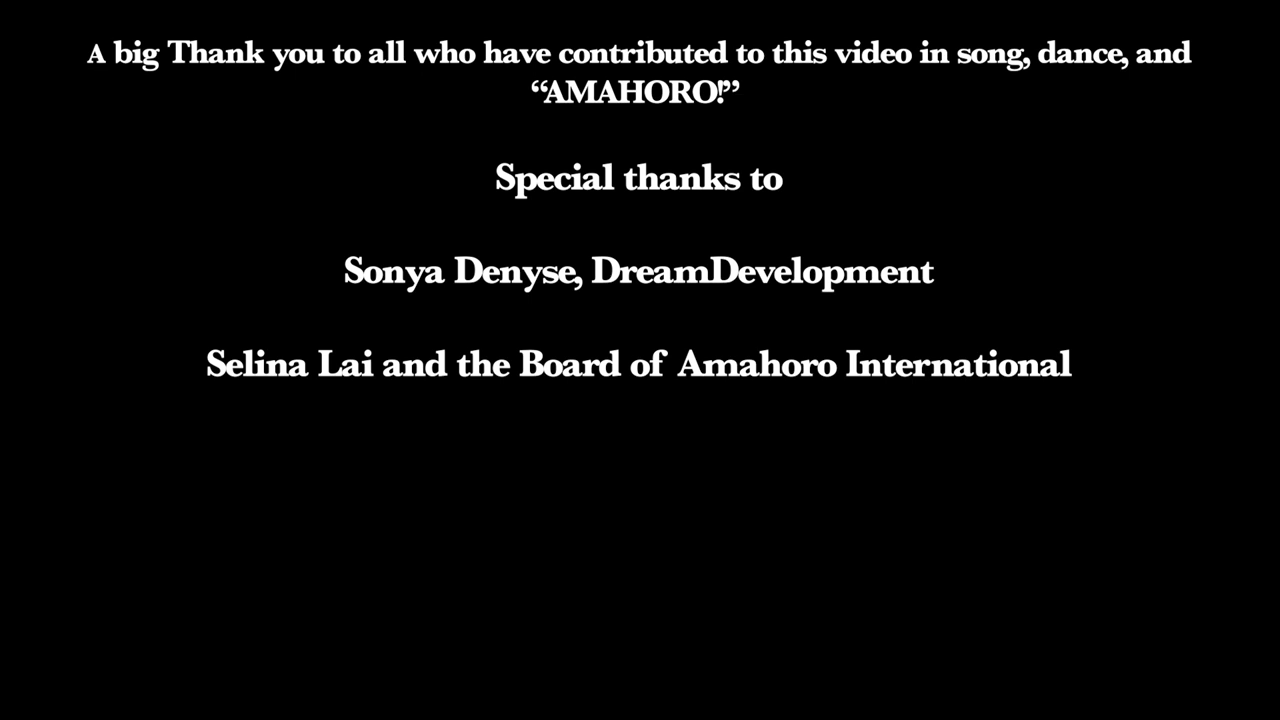 A big Thank you to all who have contributed to this video in song, dance, and
“AMAHORO!”
Special thanks to
Sonya Denyse, DreamDevelopment
Selina Lai and the Board of Amahoro International